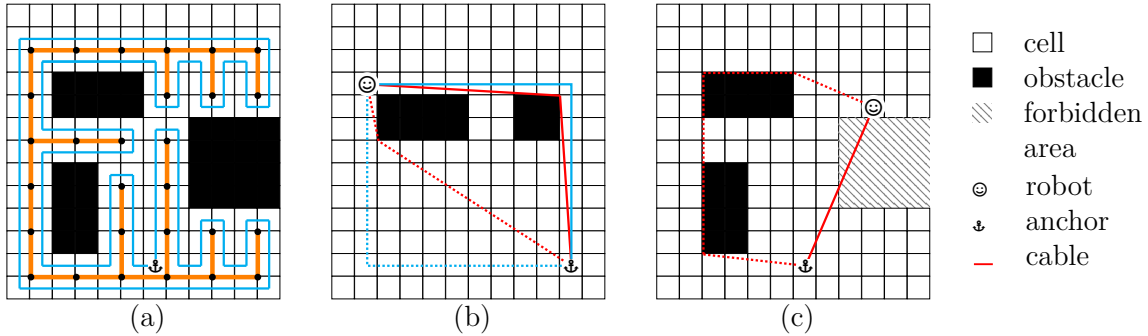 cell
obstacle
forbidden
area
robot
anchor
cable
(a)
(b)
(c)